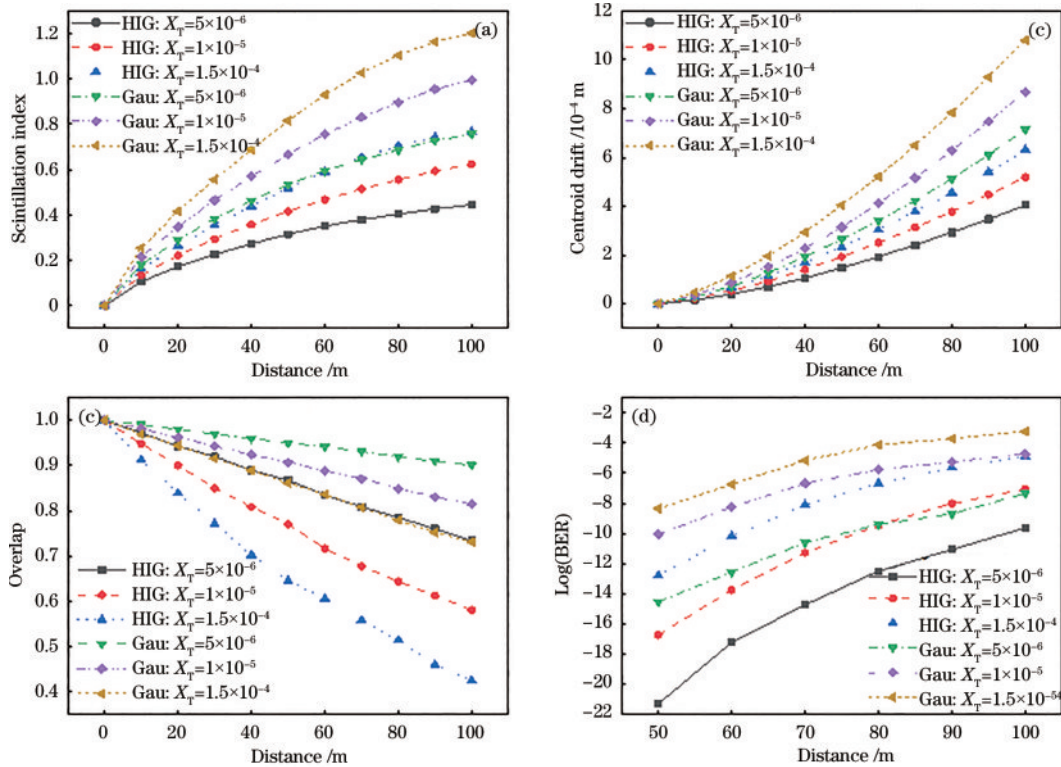 (a)
HIG: X_T=5×10⁻⁶
HIG: X_T=1×10⁻⁵
HIG: X_T=1.5×10⁻⁴
Gau: X_T=5×10⁻⁶
Gau: X_T=1×10⁻⁵
Gau: X_T=1.5×10⁻⁴
Scintillation index
1.2
1.0
0.8
0.6
0.4
0.2
0
0 20 40 60 80 100
Distance /m
(c)
HIG: X_T=5×10⁻⁶
HIG: X_T=1×10⁻⁵
HIG: X_T=1.5×10⁻⁴
Gau: X_T=5×10⁻⁶
Gau: X_T=1×10⁻⁵
Gau: X_T=1.5×10⁻⁴
Centroid drift /10⁻⁴ m
12
10
8
6
4
2
0
0 20 40 60 80 100
Distance /m
(c)
Overlap
1.0
0.9
0.8
0.7
0.6
0.5
0.4
HIG: X_T=5×10⁻⁶
HIG: X_T=1×10⁻⁵
HIG: X_T=1.5×10⁻⁴
Gau: X_T=5×10⁻⁶
Gau: X_T=1×10⁻⁵
Gau: X_T=1.5×10⁻⁴
0 20 40 60 80 100
Distance /m
(d)
Log(BER)
−2
−4
−6
−8
−10
−12
−14
−16
−18
−20
−22
HIG: X_T=5×10⁻⁶
HIG: X_T=1×10⁻⁵
HIG: X_T=1.5×10⁻⁴
Gau: X_T=5×10⁻⁶
Gau: X_T=1×10⁻⁵
Gau: X_T=1.5×10⁻⁵⁴
50 60 70 80 90 100
Distance /m